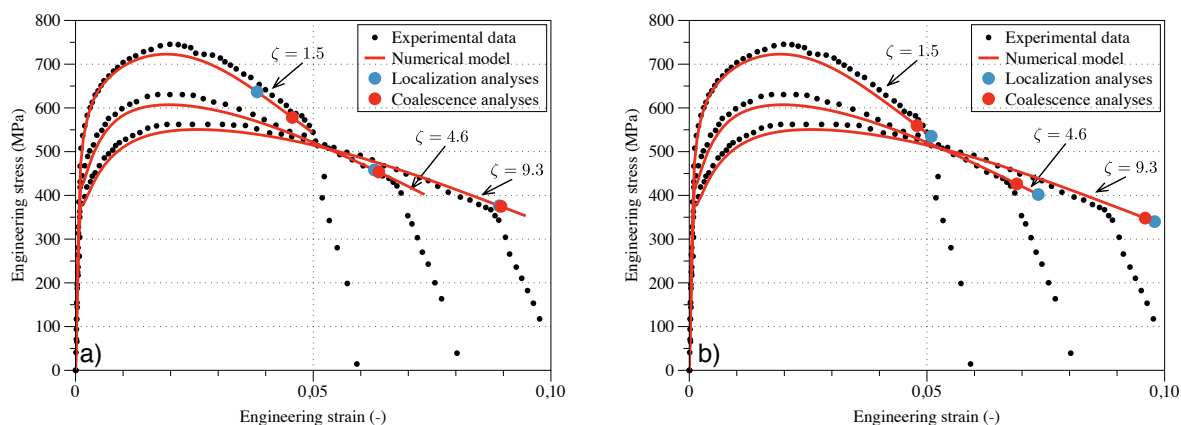 800
700
600
500
400
300
200
100
0
Engineering stress (MPa)
0
0,05
0,10
Engineering strain (-)
a)
Experimental data
Numerical model
Localization analyses
Coalescence analyses
ζ = 1.5
ζ = 4.6
ζ = 9.3
800
700
600
500
400
300
200
100
0
Engineering stress (MPa)
0
0,05
0,10
Engineering strain (-)
b)
Experimental data
Numerical model
Localization analyses
Coalescence analyses
ζ = 1.5
ζ = 4.6
ζ = 9.3